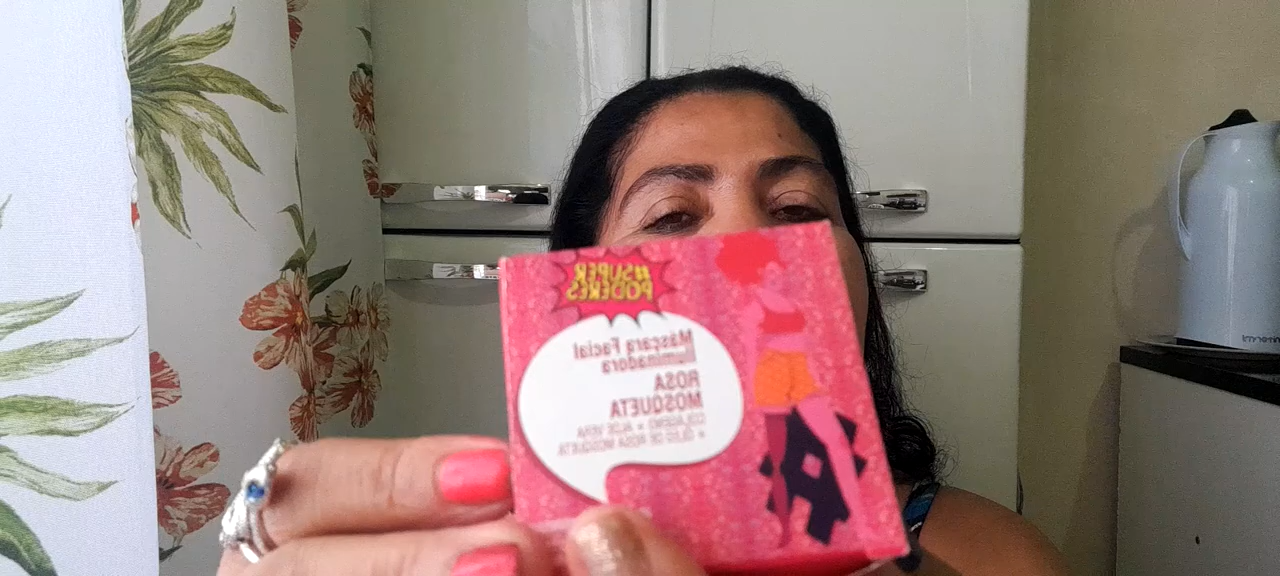 #SUPER
PODERES
Máscara Facial
Iluminadora
ROSA
MOSQUETA
COLÁGENO + ALOE VERA
+ ÓLEO DE ROSA MOSQUETA